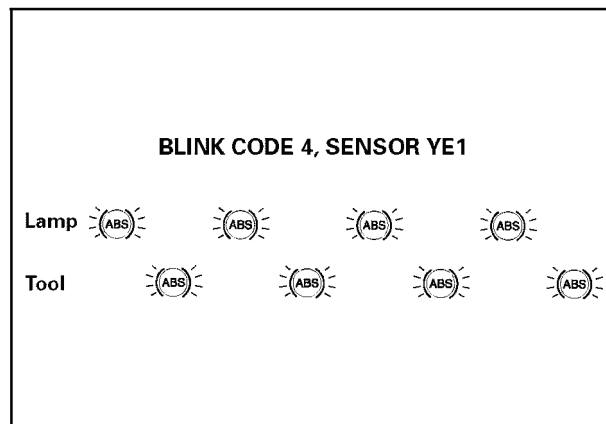 BLINK CODE 4, SENSOR YE1
Lamp ABS ABS ABS ABS
Tool ABS ABS ABS ABS